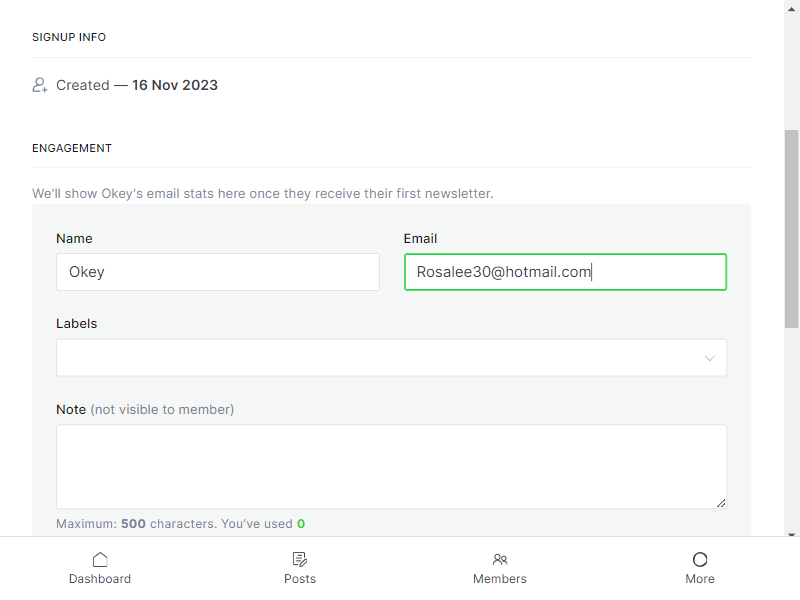 SIGNUP INFO
Created — 16 Nov 2023
ENGAGEMENT
We'll show Okey's email stats here once they receive their first newsletter.
Name
Email
Okey
Rosalee30@hotmail.com
Labels
Note (not visible to member)
Maximum: 500 characters. You've used 0
Dashboard
Posts
Members
More